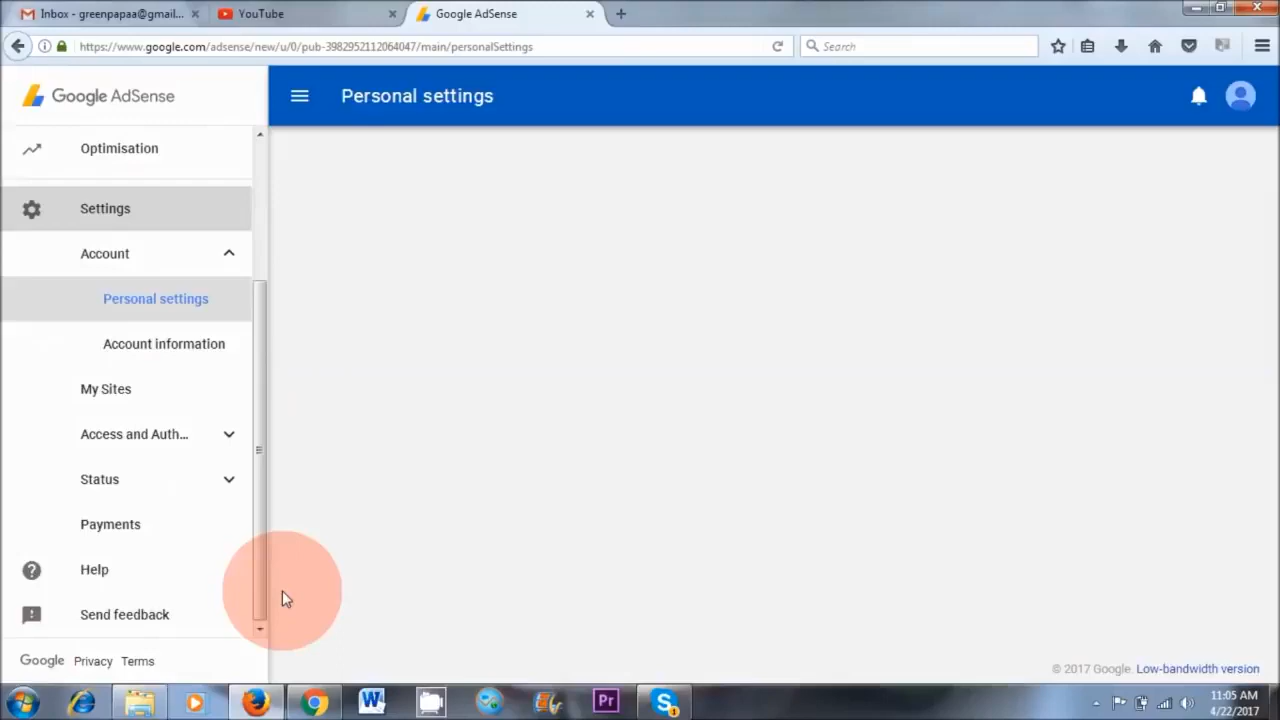 Inbox - greenpapaa@gmail...
YouTube
Google AdSense
https://www.google.com/adsense/new/u/0/pub-3982952112064047/main/personalSettings
Search
Google AdSense
Personal settings
Optimisation
Settings
Account
Personal settings
Account information
My Sites
Access and Auth...
Status
Payments
Help
Send feedback
Google Privacy Terms
© 2017 Google. Low-bandwidth version
W
Pr
S
1
11:05 AM
4/22/2017